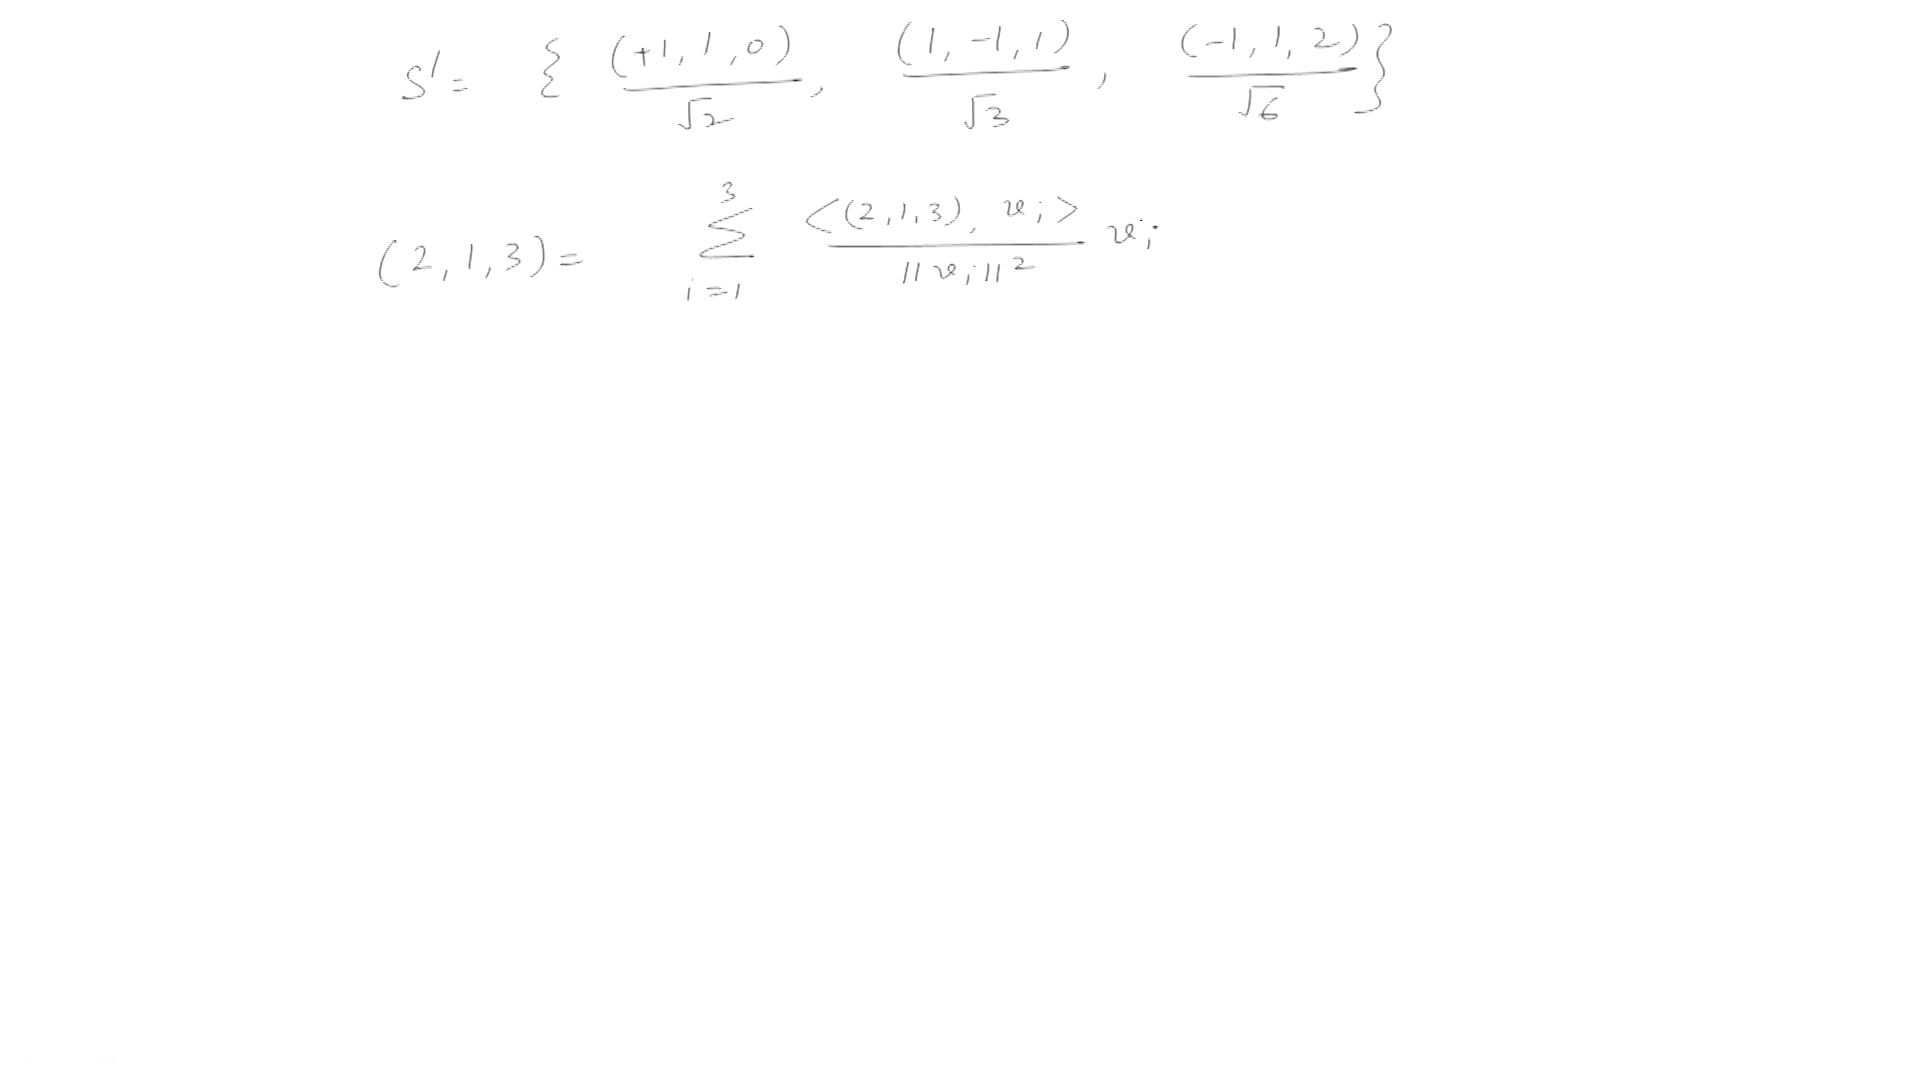 S' = { (+1, 1, 0)/√2, (1, -1, 1)/√3, (-1, 1, 2)/√6 }
(2, 1, 3) = ∑_{i=1}^{3} <(2, 1, 3), v_i>/||v_i||² v_i